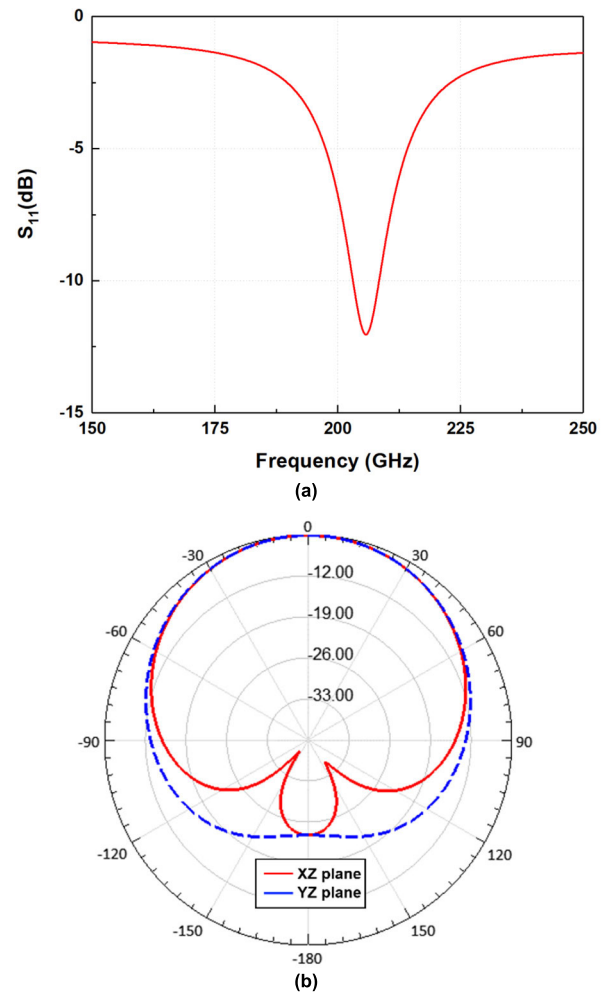 0
-5
-10
-15
S11(dB)
150 175 200 225 250
Frequency (GHz)
(a)
0
-30 30
-12.00
-19.00
-60 60
-26.00
-33.00
-90 90
-120 120
XZ plane
YZ plane
-150 150
-180
(b)